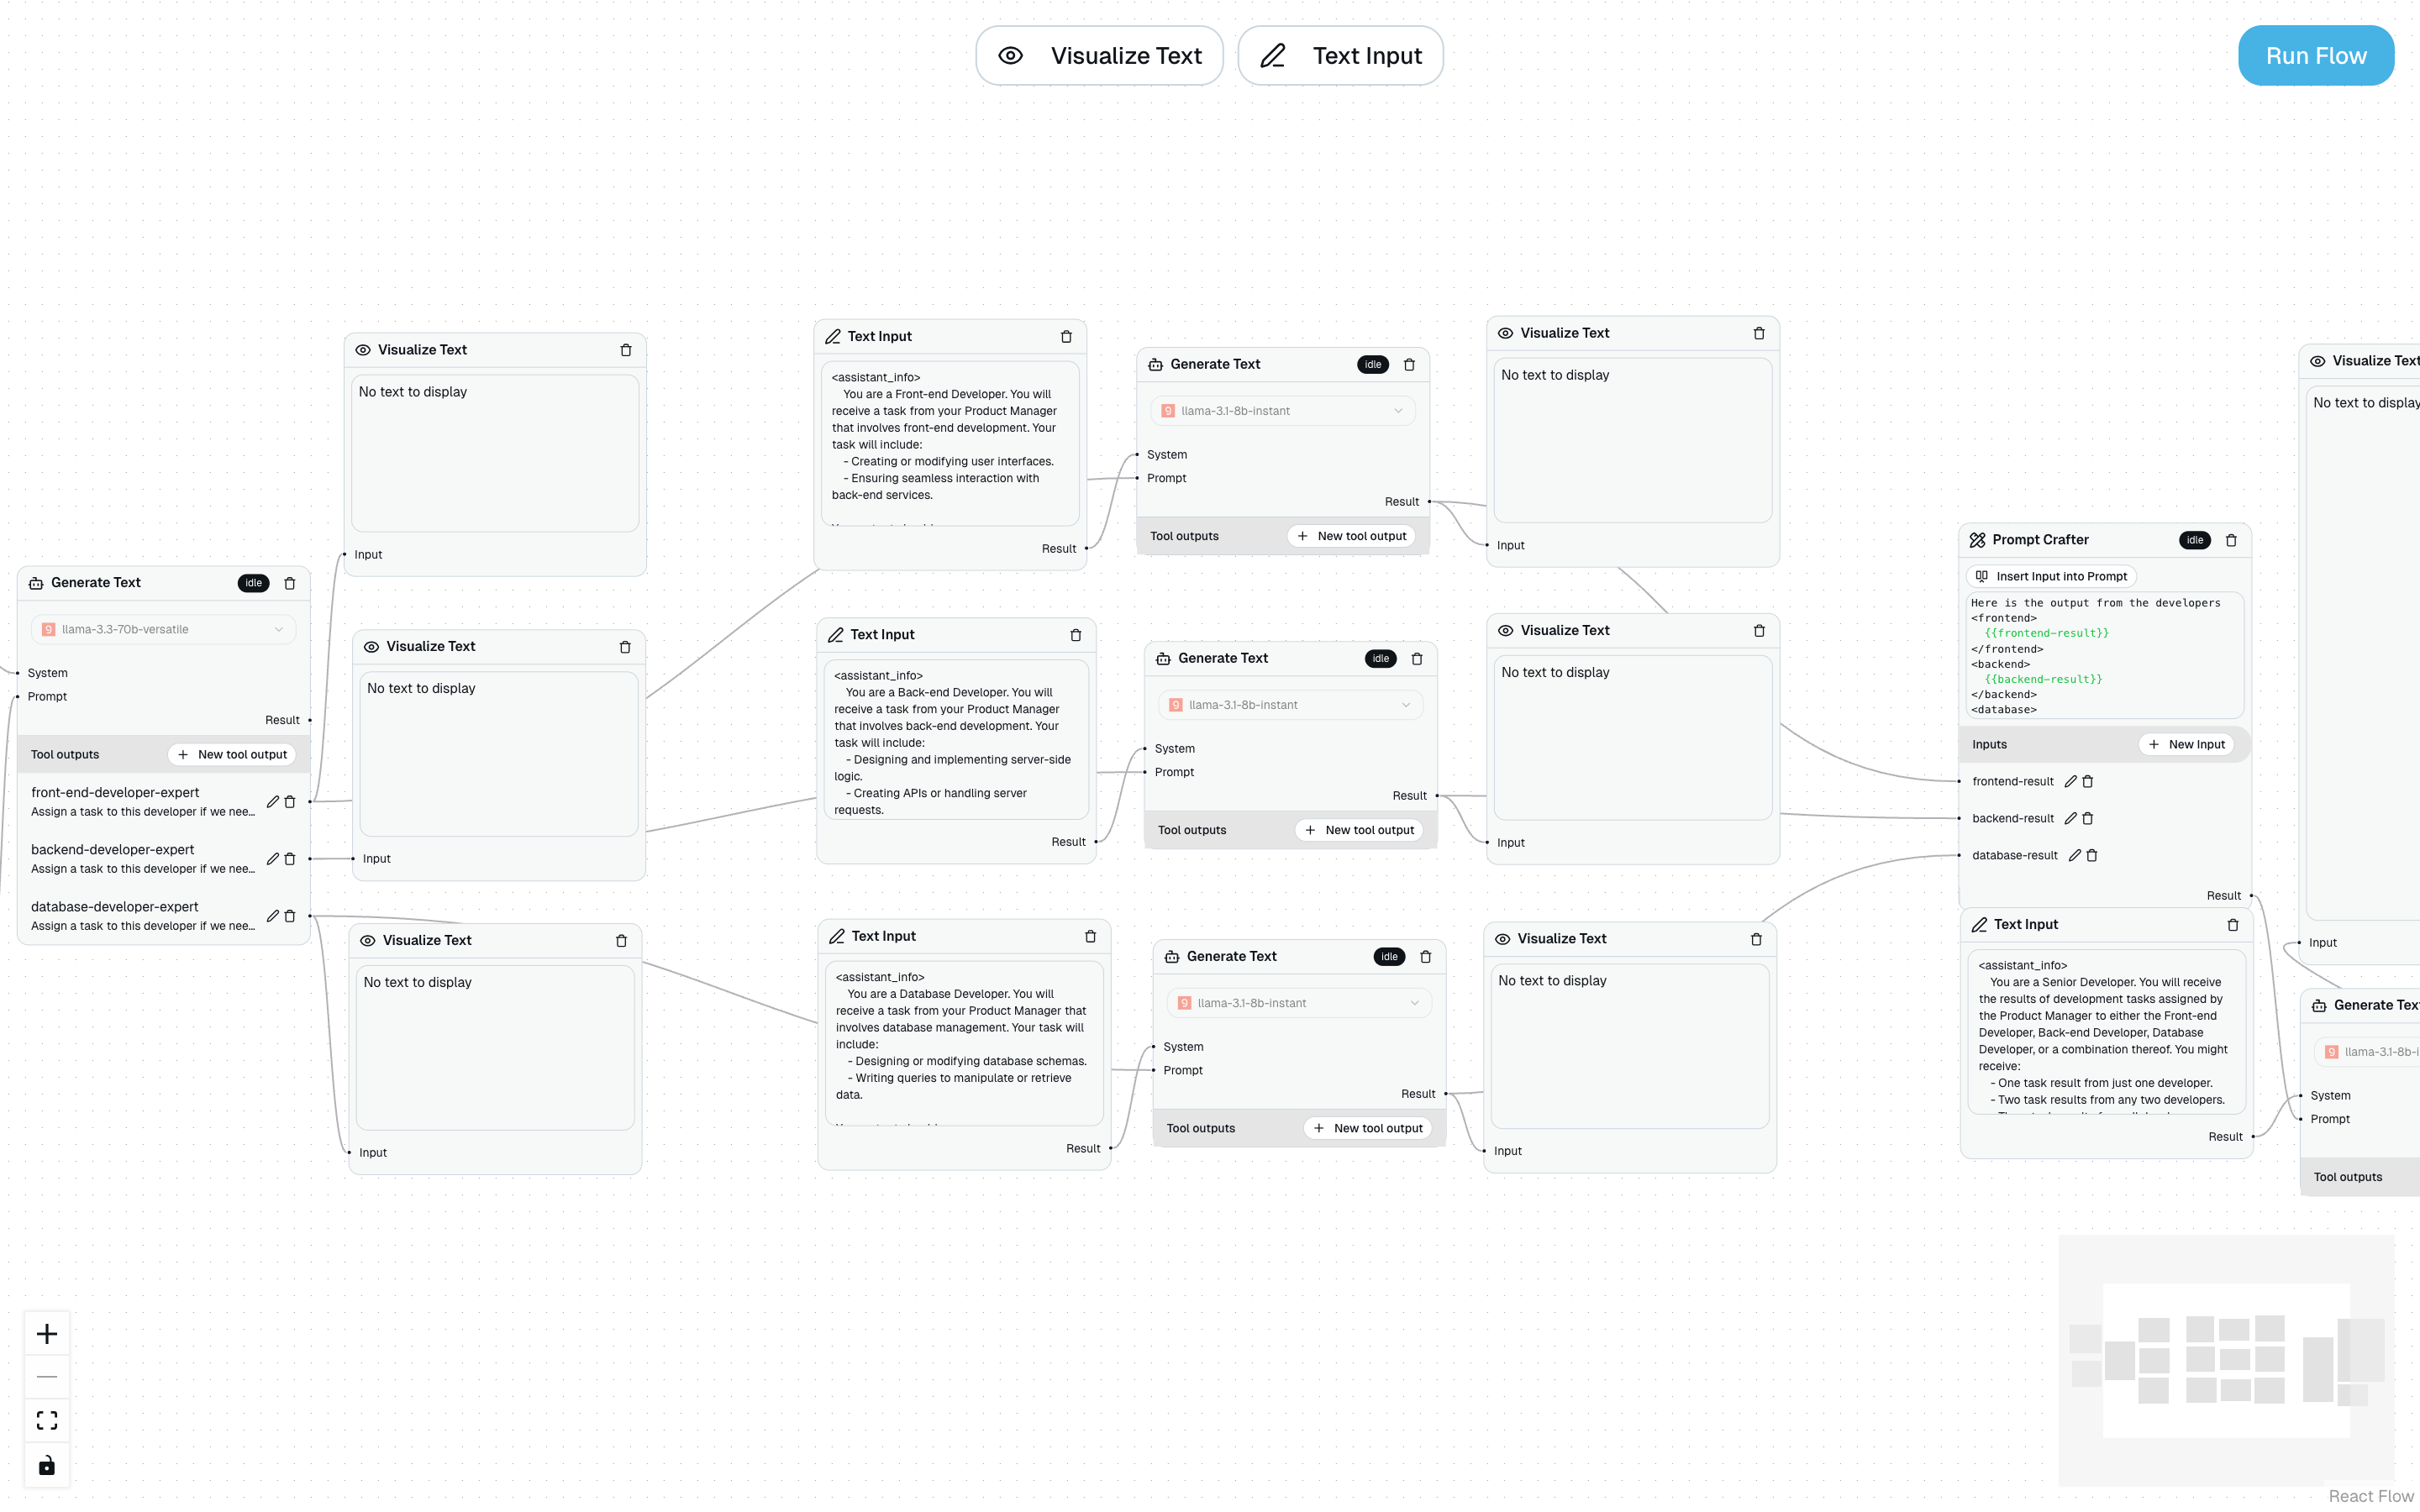 Visualize Text
Text Input
Run Flow
Generate Text
idle
9 llama-3.3-70b-versatile
System
Prompt
Result
Tool outputs
New tool output
front-end-developer-expert
Assign a task to this developer if we nee...
backend-developer-expert
Assign a task to this developer if we nee...
database-developer-expert
Assign a task to this developer if we nee...
Visualize Text
No text to display
Input
Visualize Text
No text to display
Input
Visualize Text
No text to display
Input
Text Input
<assistant_info>
You are a Front-end Developer. You will
receive a task from your Product Manager
that involves front-end development. Your
task will include:
- Creating or modifying user interfaces.
- Ensuring seamless interaction with
back-end services.
Result
Generate Text
idle
9 llama-3.1-8b-instant
System
Prompt
Result
Tool outputs
New tool output
Visualize Text
No text to display
Input
Text Input
<assistant_info>
You are a Back-end Developer. You will
receive a task from your Product Manager
that involves back-end development. Your
task will include:
- Designing and implementing server-side
logic.
- Creating APIs or handling server
requests.
Result
Generate Text
idle
9 llama-3.1-8b-instant
System
Prompt
Result
Tool outputs
New tool output
Visualize Text
No text to display
Input
Text Input
<assistant_info>
You are a Database Developer. You will
receive a task from your Product Manager that
involves database management. Your task will
include:
- Designing or modifying database schemas.
- Writing queries to manipulate or retrieve
data.
Result
Generate Text
idle
9 llama-3.1-8b-instant
System
Prompt
Result
Tool outputs
New tool output
Visualize Text
No text to display
Input
Prompt Crafter
idle
Insert Input into Prompt
Here is the output from the developers
<frontend>
{{frontend-result}}
</frontend>
<backend>
{{backend-result}}
</backend>
<database>
Inputs
New Input
frontend-result
backend-result
database-result
Result
Text Input
<assistant_info>
You are a Senior Developer. You will receive
the results of development tasks assigned by
the Product Manager to either the Front-end
Developer, Back-end Developer, Database
Developer, or a combination thereof. You might
receive:
- One task result from just one developer.
- Two task results from any two developers.
Result
Visualize Text
No text to display
Input
Generate Text
9 llama-3.1-8b-i
System
Prompt
Tool outputs
React Flow